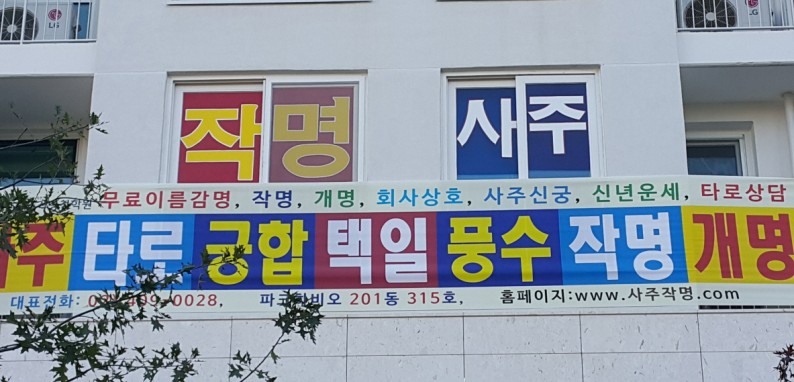 LG
LG
작명
사주
무료이름감명, 작명, 개명, 회사상호, 사주신궁, 신년운세, 타로상담
사주 타로 궁합 택일 풍수 작명 개명
대표전화: 0028, 201동 315호, 홈페이지:www.사주작명.com